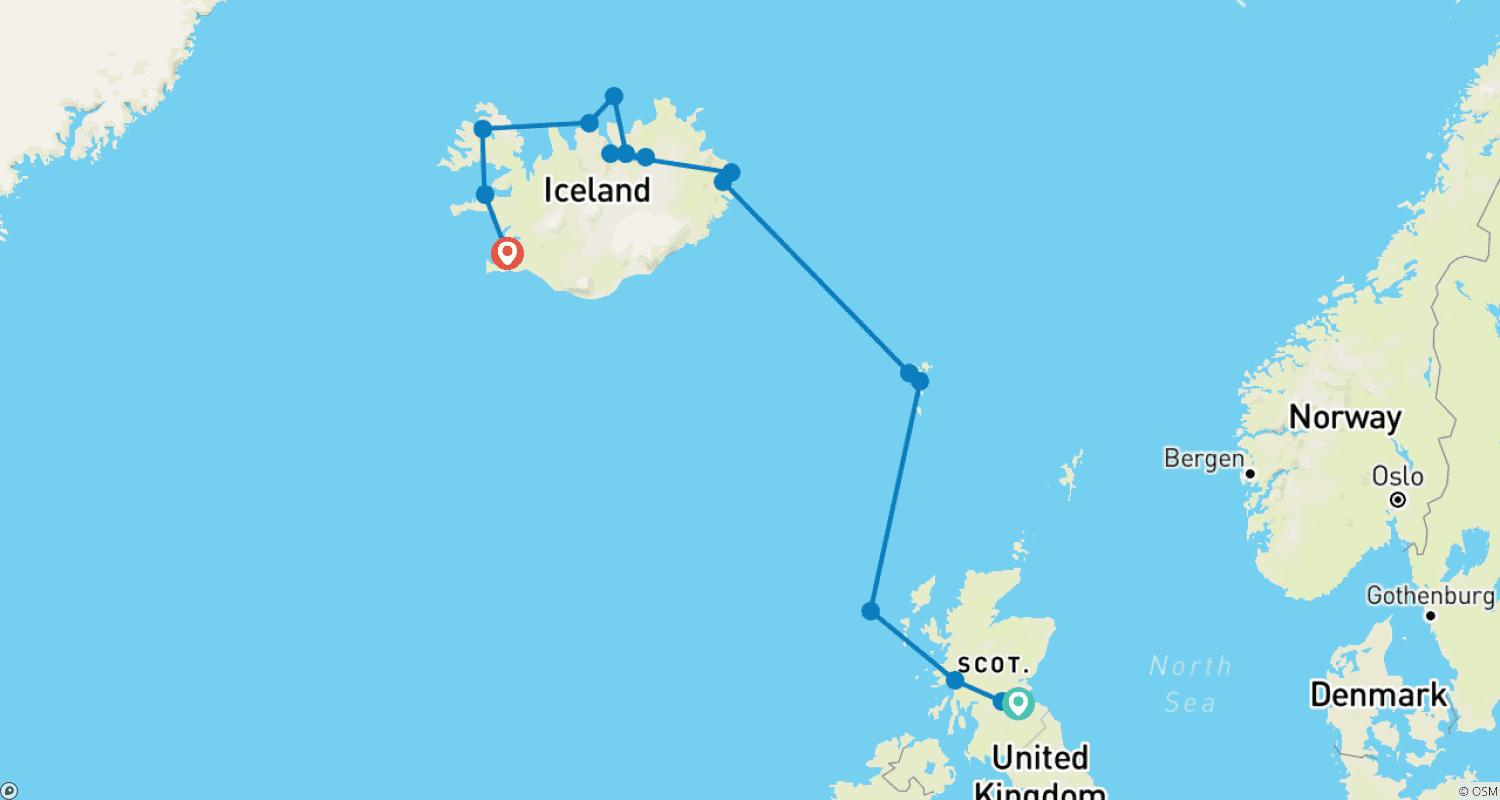 Iceland
Norway
Bergen
Oslo
Gothenburg
SCOT.
North
Sea
Denmark
United
Kingdom
© OSM